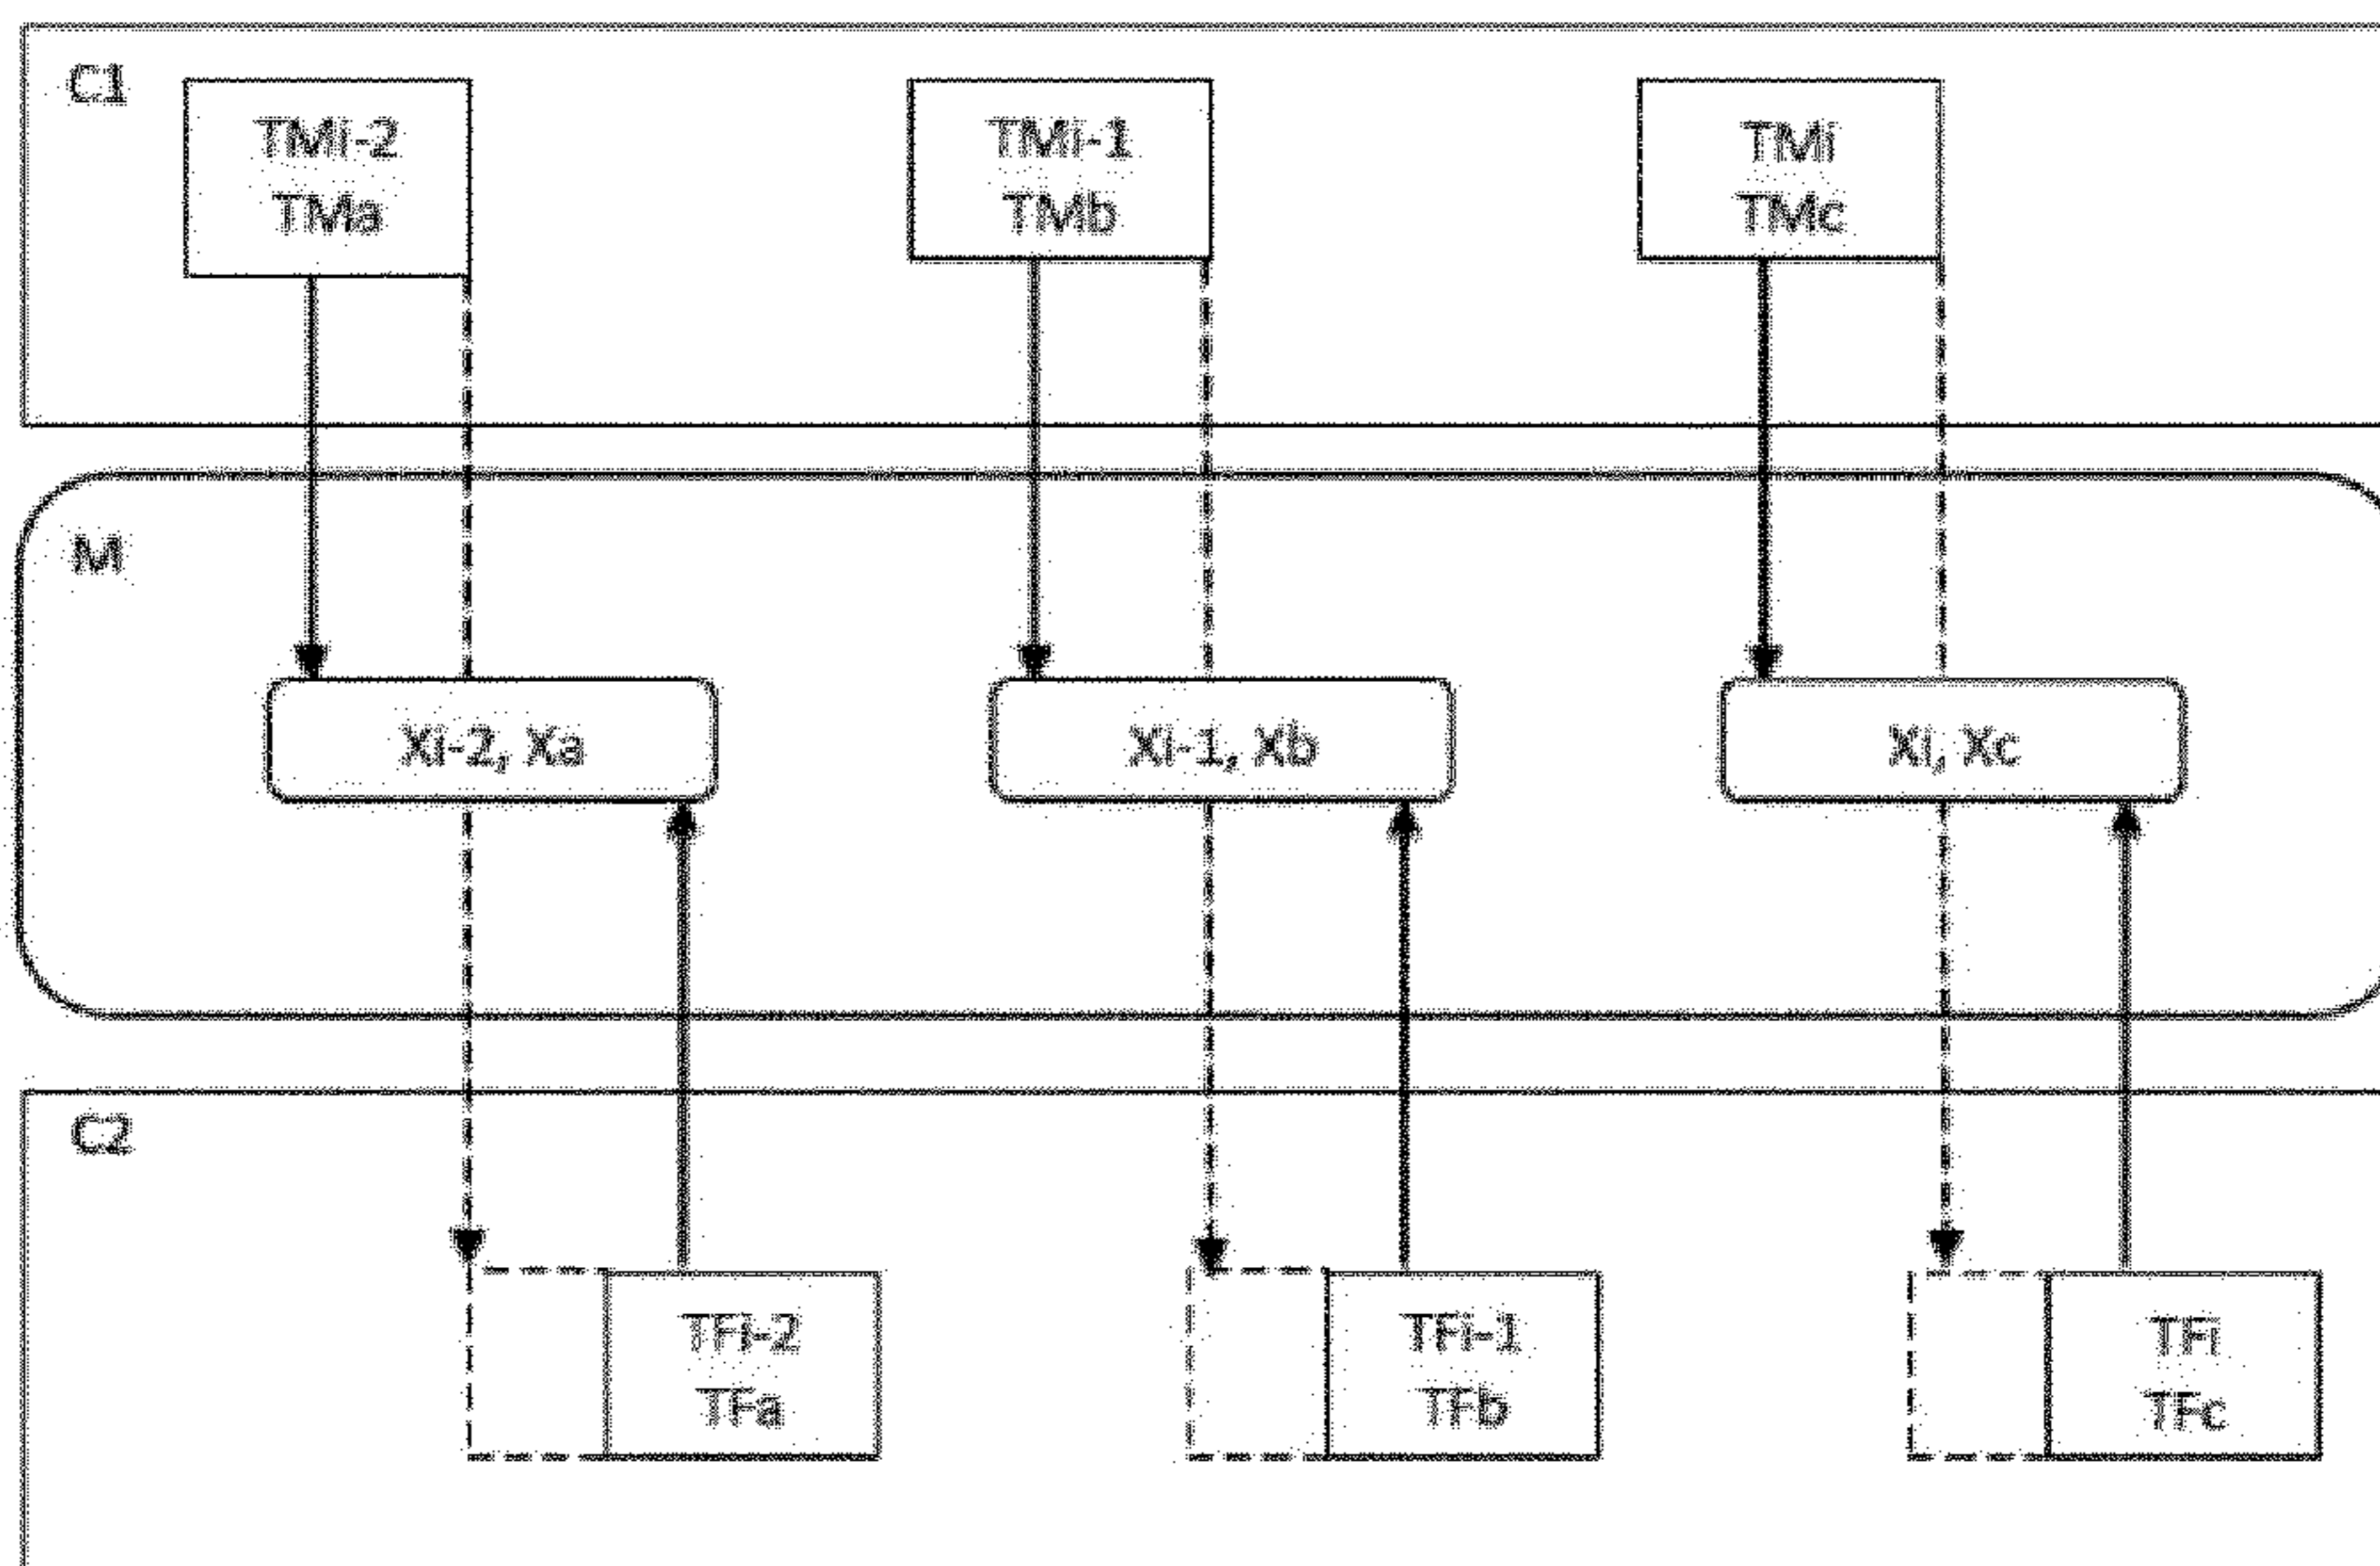 C1
TMi-2
TMa
TMi-1
TMb
TMi
TMc
M
Xi-2, Xa
Xi-1, Xb
Xi, Xc
C2
TFi-2
TFa
TFi-1
TFb
TFi
TFc